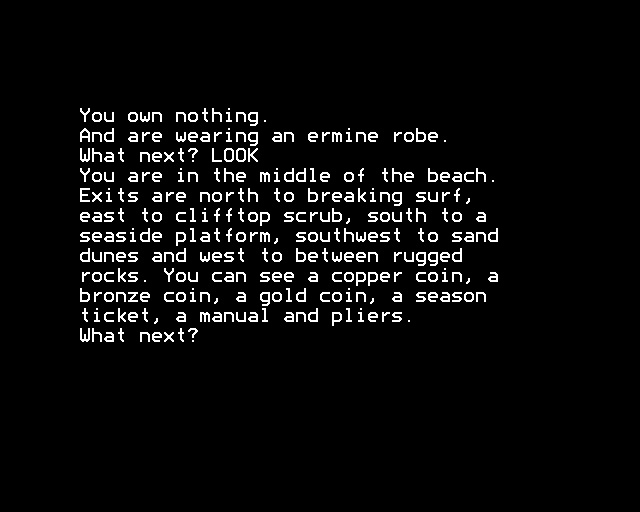 You own nothing.
And are wearing an ermine robe.
What next? LOOK
You are in the middle of the beach.
Exits are north to breaking surf,
east to clifftop scrub, south to a
seaside platform, southwest to sand
dunes and west to between rugged
rocks. You can see a copper coin, a
bronze coin, a gold coin, a season
ticket, a manual and pliers.
What next?